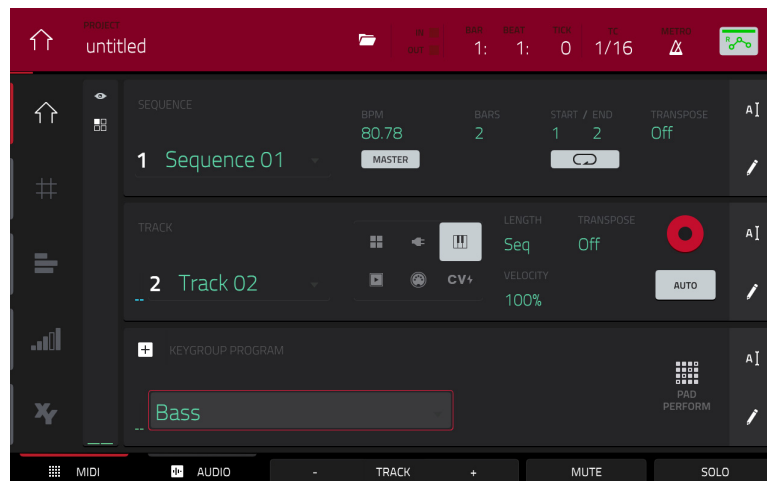 PROJECT
untitled
IN
OUT
BAR: BEAT: TICK TC METRO
1: 1: 0 1/16
R
SEQUENCE
1 Sequence 01
BPM
80.78
MASTER
BARS
2
START / END
1 2
TRANSPOSE
Off
A
TRACK
2 Track 02
CV
LENGTH
Seq
VELOCITY
100%
TRANSPOSE
Off
AUTO
A
KEYGROUP PROGRAM
Bass
PAD
PERFORM
A
XY
MIDI AUDIO - TRACK + MUTE SOLO